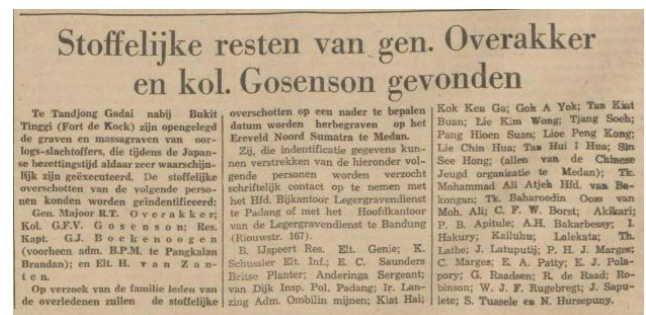 Stoffelijke resten van gen. Overakker
en kol. Gosenson gevonden
Te Tandjong Gadai nabij Bukit
Tinggi (Fort de Kock) zijn opengelegd
de graven en massagraven van oor-
logs-slachtoffers, die tijdens de Japan-
se bezettingstijd aldaar zeer waarschijn-
lijk zijn geëxecuteerd. De stoffelijke
overschotten van de volgende perso-
nen konden worden geïdentificeerd:
Gen. Majoor R.T. Overakker;
Kol. G.F.V. Gosenson; Res.
Kapt. G.J. Boekenoogen
(voorheen adm. B.P.M. te Pangkalan
Brandan); en Elt. H. van Zan-
ten.
Op verzoek van de familie leden van
de overledenen zullen de stoffelijke
overschotten op een nader te bepalen
datum worden herbegraven op het
Ereveld Noord Sumatra te Medan.
Zij, die indentificatie gegevens kun-
nen verstrekken van de hieronder vol-
gende personen worden verzocht
schriftelijk contact op te nemen met
het Hfd. Bijkantoor Legergravendienst
te Padang of met het Hoofdkantoor
van de Legergravendienst te Bandung
(Riouwstr. 167).
B. IJspeert Res. Elt. Genie; K.
Schussler Elt. Inf.; E. C. Saunders
Britse Planter; Anderinga Sergeant;
van Dijk Insp. Pol. Padang; Ir. Lan-
zing Adm. Ombilin mijnen; Kiat Hai;
Kok Ken Ga; Goh A Yok; Tan Kiat
Buan; Lie Kim Wong; Tjang Soeh;
Pang Hioen Suan; Lioe Peng Kong;
Lie Chin Hua; Tan Hui I Hua; Sin
See Hong; (allen van de Chinese
Jeugd organisatie te Medan); Tk.
Mohammad Ali Atjeh Hfd. van Ba-
kongan; Tk. Baharoedin Oom van
Moh. Ali; C. F. W. Borst; Akikari;
P. B. Apitule; A.H. Bakarbessy; I.
Hakury; Kailuhu; Lalekata; Th.
Latbe; J. Latuputij; P. H. J. Marges;
C. Marges; E. A. Patty; E. J. Pola-
pory; G. Raadsen; R. de Raad; Ro-
binson; W. J. F. Rugebregt; J. Sapu-
lete; S. Tuasele en N. Hursepuny.